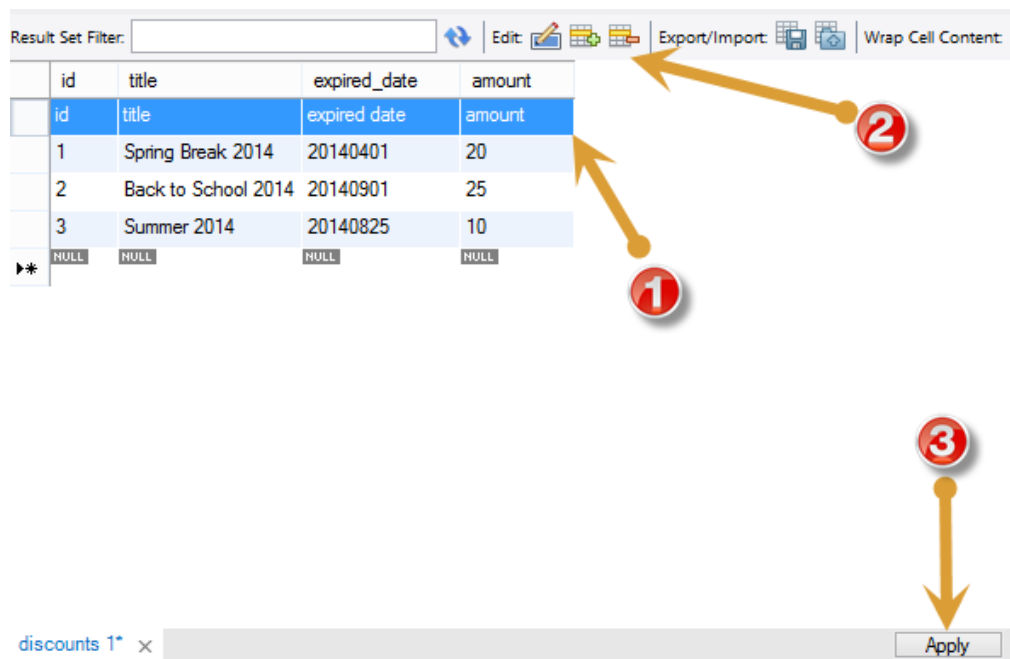 Result Set Filter: Edit: Export/Import: Wrap Cell Content:
id title expired_date amount
id title expired date amount
1 Spring Break 2014 20140401 20
2 Back to School 2014 20140901 25
3 Summer 2014 20140825 10
NULL NULL NULL NULL
2
1
3
discounts 1* Apply